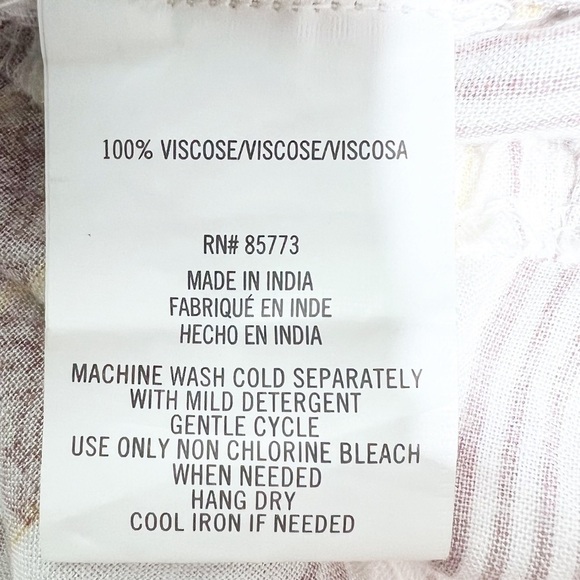 100% VISCOSE/VISCOSE/VISCOSA
RN# 85773
MADE IN INDIA
FABRIQUÉ EN INDE
HECHO EN INDIA
MACHINE WASH COLD SEPARATELY
WITH MILD DETERGENT
GENTLE CYCLE
USE ONLY NON CHLORINE BLEACH
WHEN NEEDED
HANG DRY
COOL IRON IF NEEDED